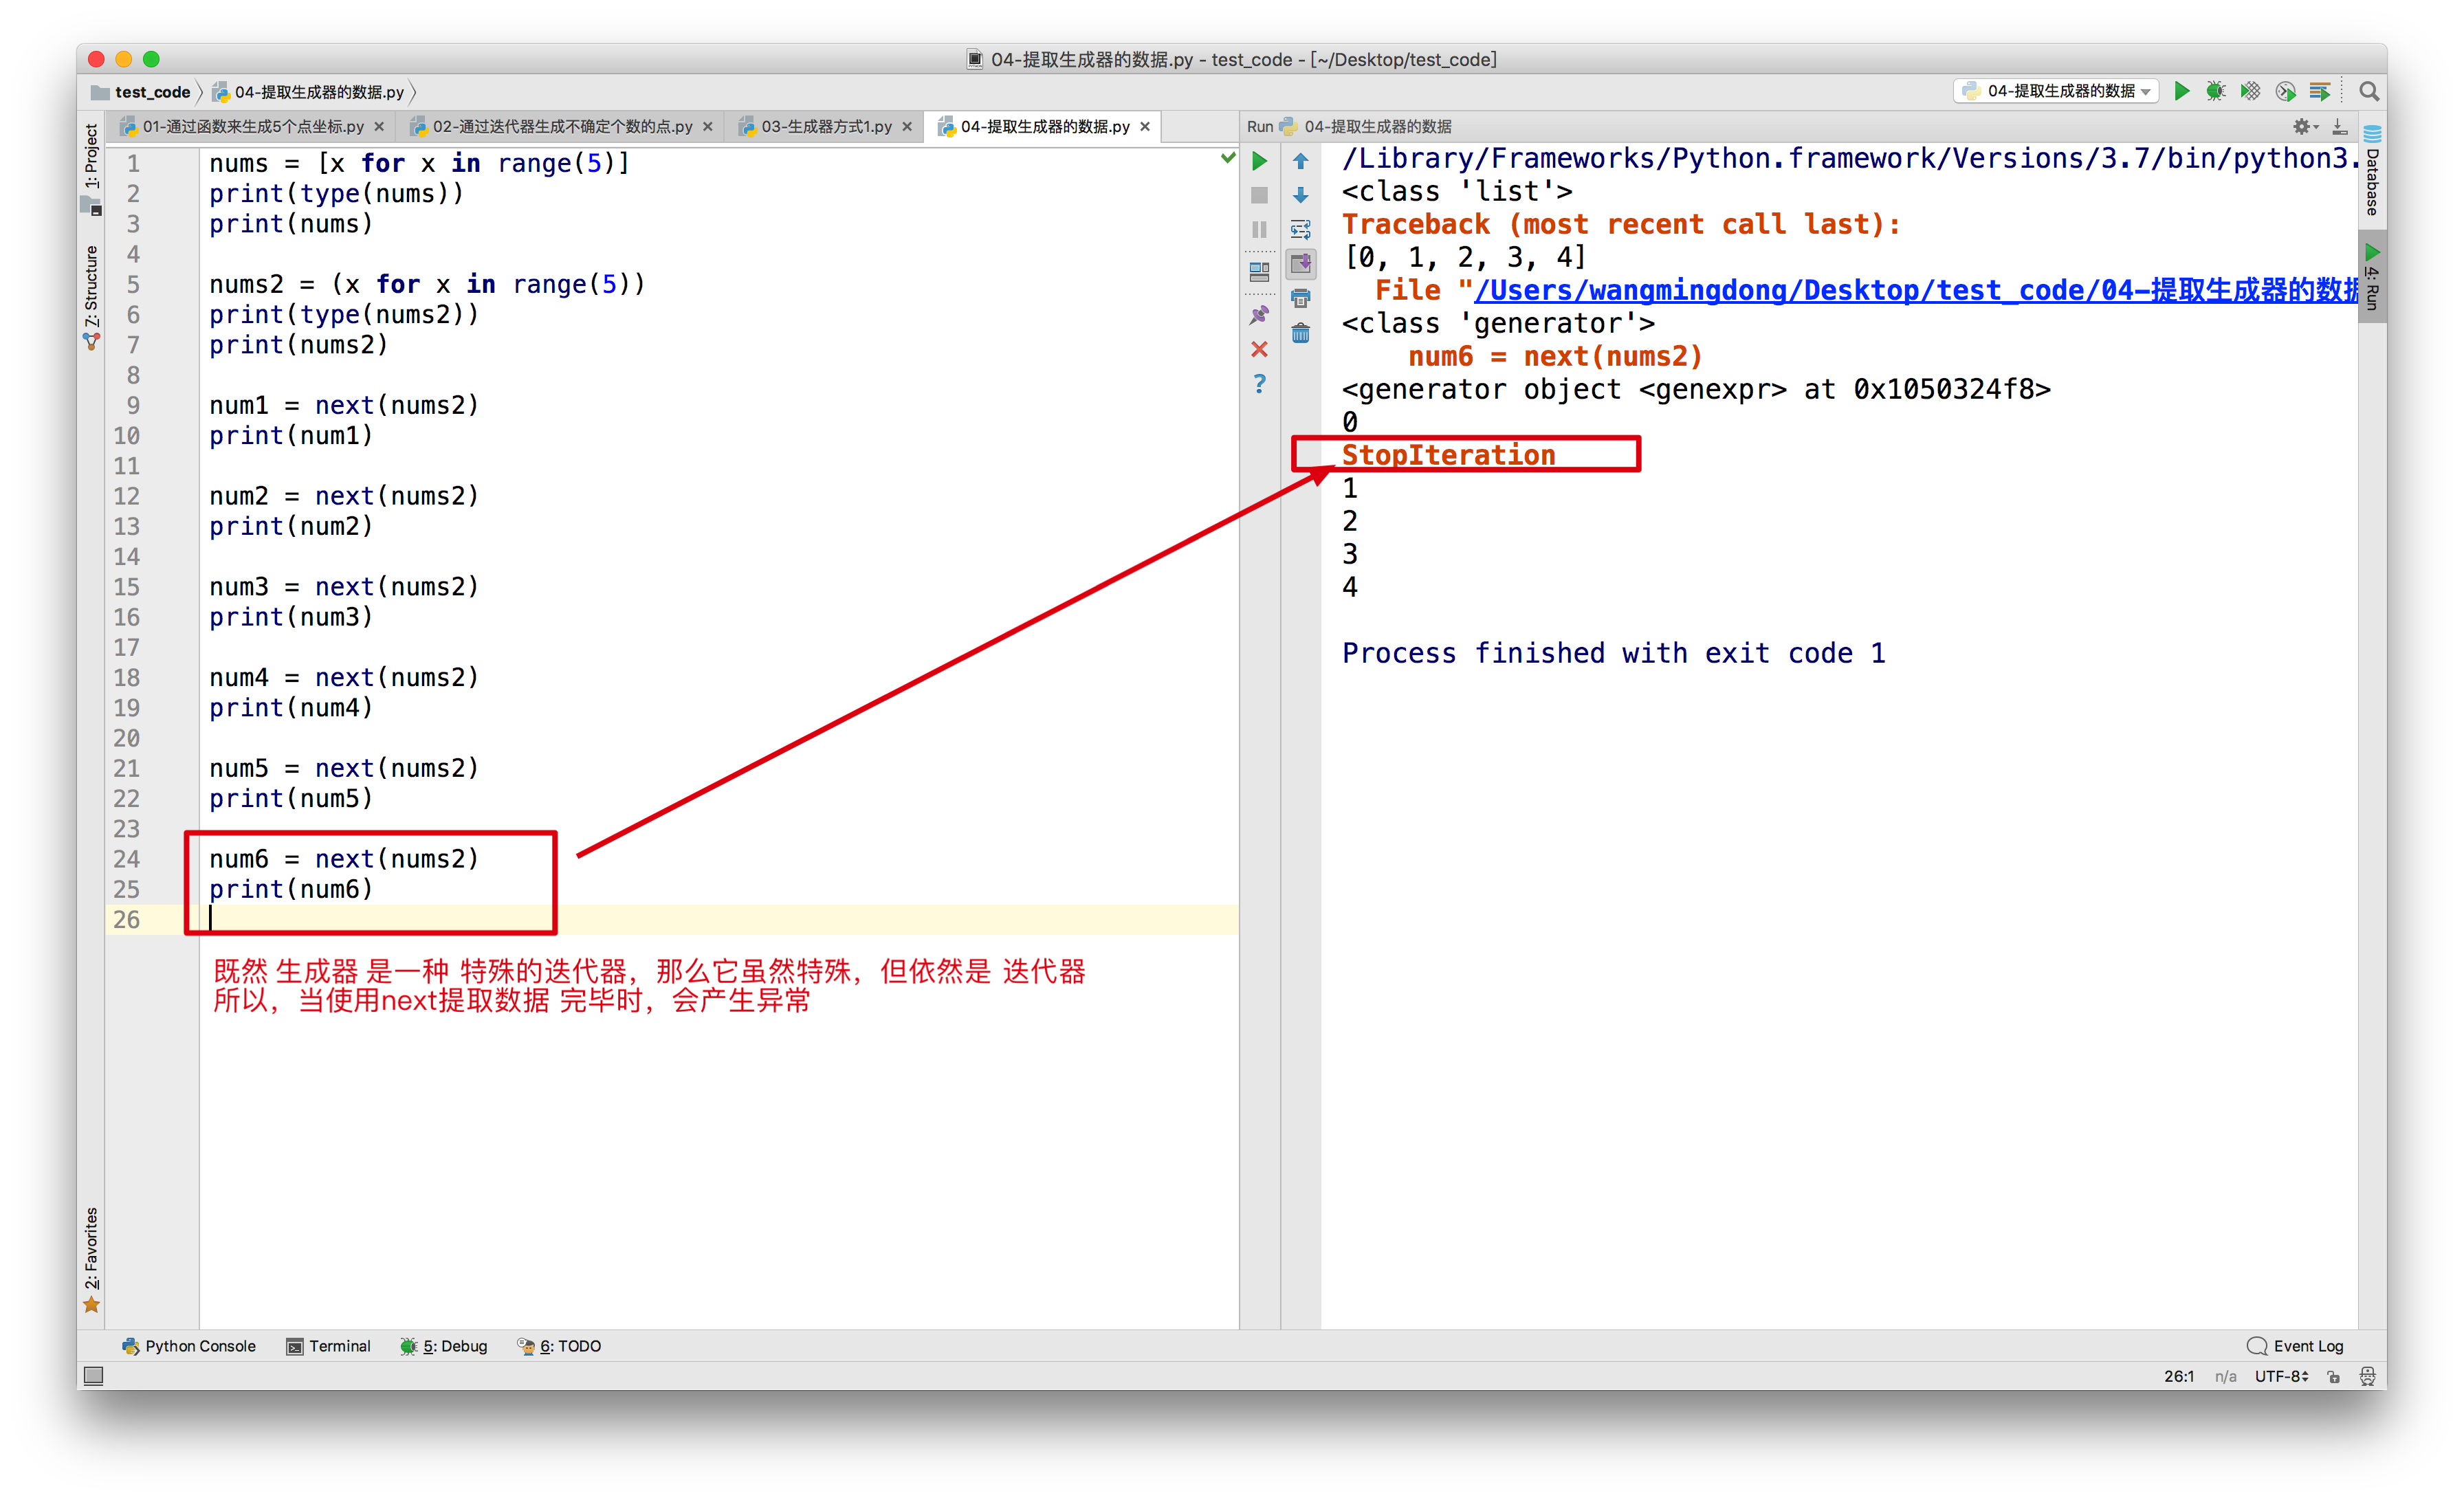 04-提取生成器的数据.py - test_code - [~/Desktop/test_code]
test_code
04-提取生成器的数据.py
04-提取生成器的数据
01-通过函数来生成5个点坐标.py
02-通过迭代器生成不确定个数的点.py
03-生成器方式1.py
04-提取生成器的数据.py
Run
04-提取生成器的数据
1: Project
7: Structure
2: Favorites
1 nums = [x for x in range(5)]
2 print(type(nums))
3 print(nums)
4
5 nums2 = (x for x in range(5))
6 print(type(nums2))
7 print(nums2)
8
9 num1 = next(nums2)
10 print(num1)
11
12 num2 = next(nums2)
13 print(num2)
14
15 num3 = next(nums2)
16 print(num3)
17
18 num4 = next(nums2)
19 print(num4)
20
21 num5 = next(nums2)
22 print(num5)
23
24 num6 = next(nums2)
25 print(num6)
26
既然 生成器 是一种 特殊的迭代器，那么它虽然特殊，但依然是 迭代器
所以，当使用next提取数据 完毕时，会产生异常
/Library/Frameworks/Python.framework/Versions/3.7/bin/python3.
<class 'list'>
Traceback (most recent call last):
[0, 1, 2, 3, 4]
File "/Users/wangmingdong/Desktop/test_code/04-提取生成器的数据
<class 'generator'>
num6 = next(nums2)
<generator object <genexpr> at 0x1050324f8>
0
StopIteration
1
2
3
4
Process finished with exit code 1
Database
4: Run
Python Console
Terminal
5: Debug
6: TODO
Event Log
26:1
n/a
UTF-8